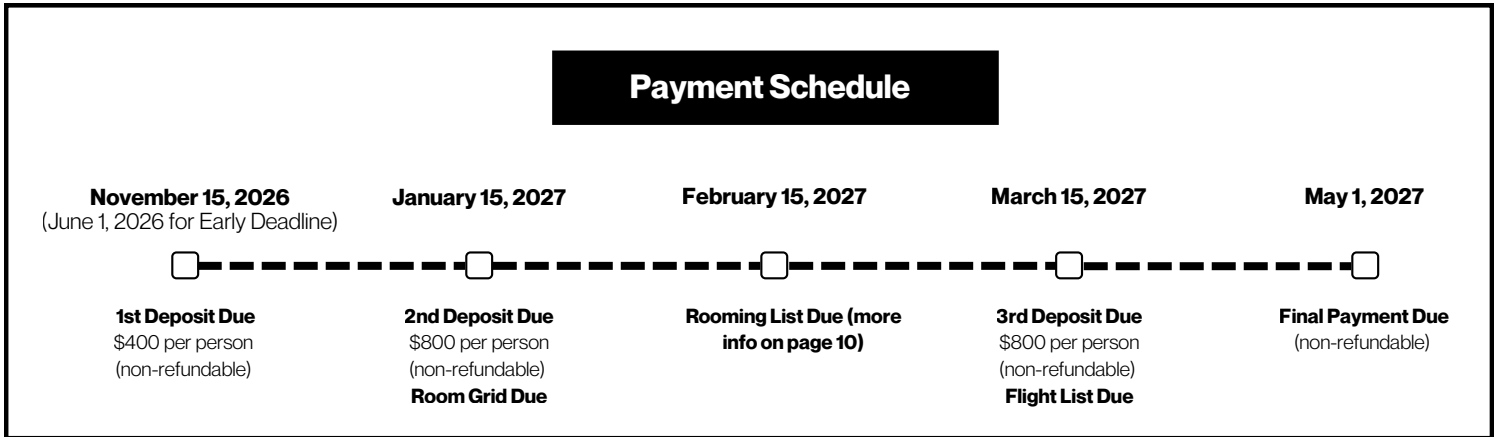 Payment Schedule
November 15, 2026
(June 1, 2026 for Early Deadline)
January 15, 2027
February 15, 2027
March 15, 2027
May 1, 2027
1st Deposit Due
$400 per person
(non-refundable)
2nd Deposit Due
$800 per person
(non-refundable)
Room Grid Due
Rooming List Due (more
info on page 10)
3rd Deposit Due
$800 per person
(non-refundable)
Flight List Due
Final Payment Due
(non-refundable)